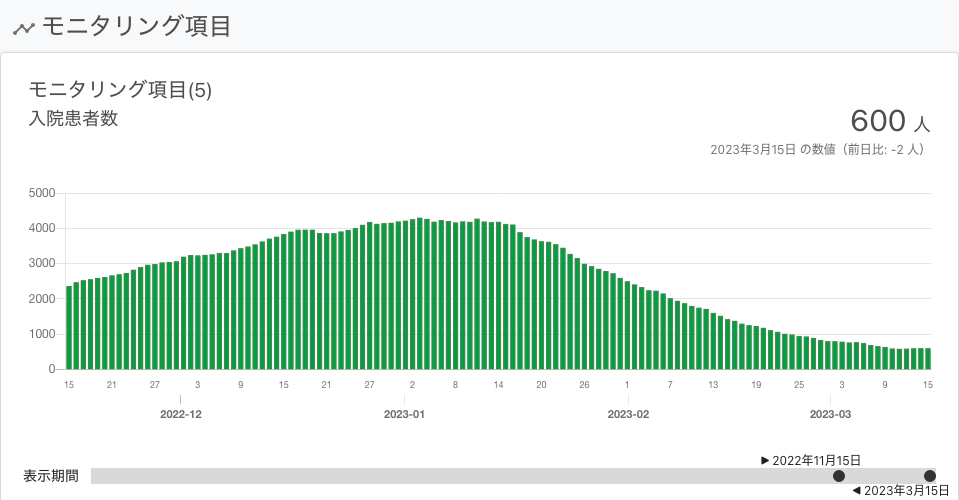 モニタリング項目
モニタリング項目(5)
入院患者数
600 人
2023年3月15日 の数値（前日比: -2 人）
5000
4000
3000
2000
1000
0
15 21 27 3 9 15 21 27 2 8 14 20 26 1 7 13 19 25 3 9 15
2022-12 2023-01 2023-02 2023-03
▶ 2022年11月15日
表示期間
◀ 2023年3月15日